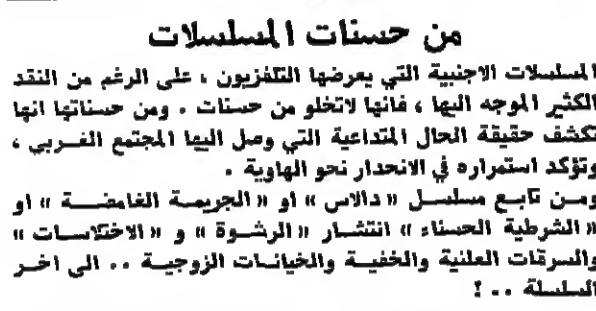 من حسنات المسلسلات
المسلسلات الاجنبية التي يعرضها التلفزيون ، على الرغم من النقد
الكثير الموجه اليها ، فانها لاتخلو من حسنات . ومن حسناتها انها
تكشف حقيقة الحال المتداعية التي وصل اليها المجتمع الغربي ،
وتؤكد استمراره في الانحدار نحو الهاوية .
ومن تابع مسلسل « دالاس » او « الجريمة الغامضة » او
« الشرطية الحسناء » انتشار « الرشوة » و « الاختلاسات »
والسرقات العلنية والخفية والخيانات الزوجية .. الى اخر
السلسلة .. !